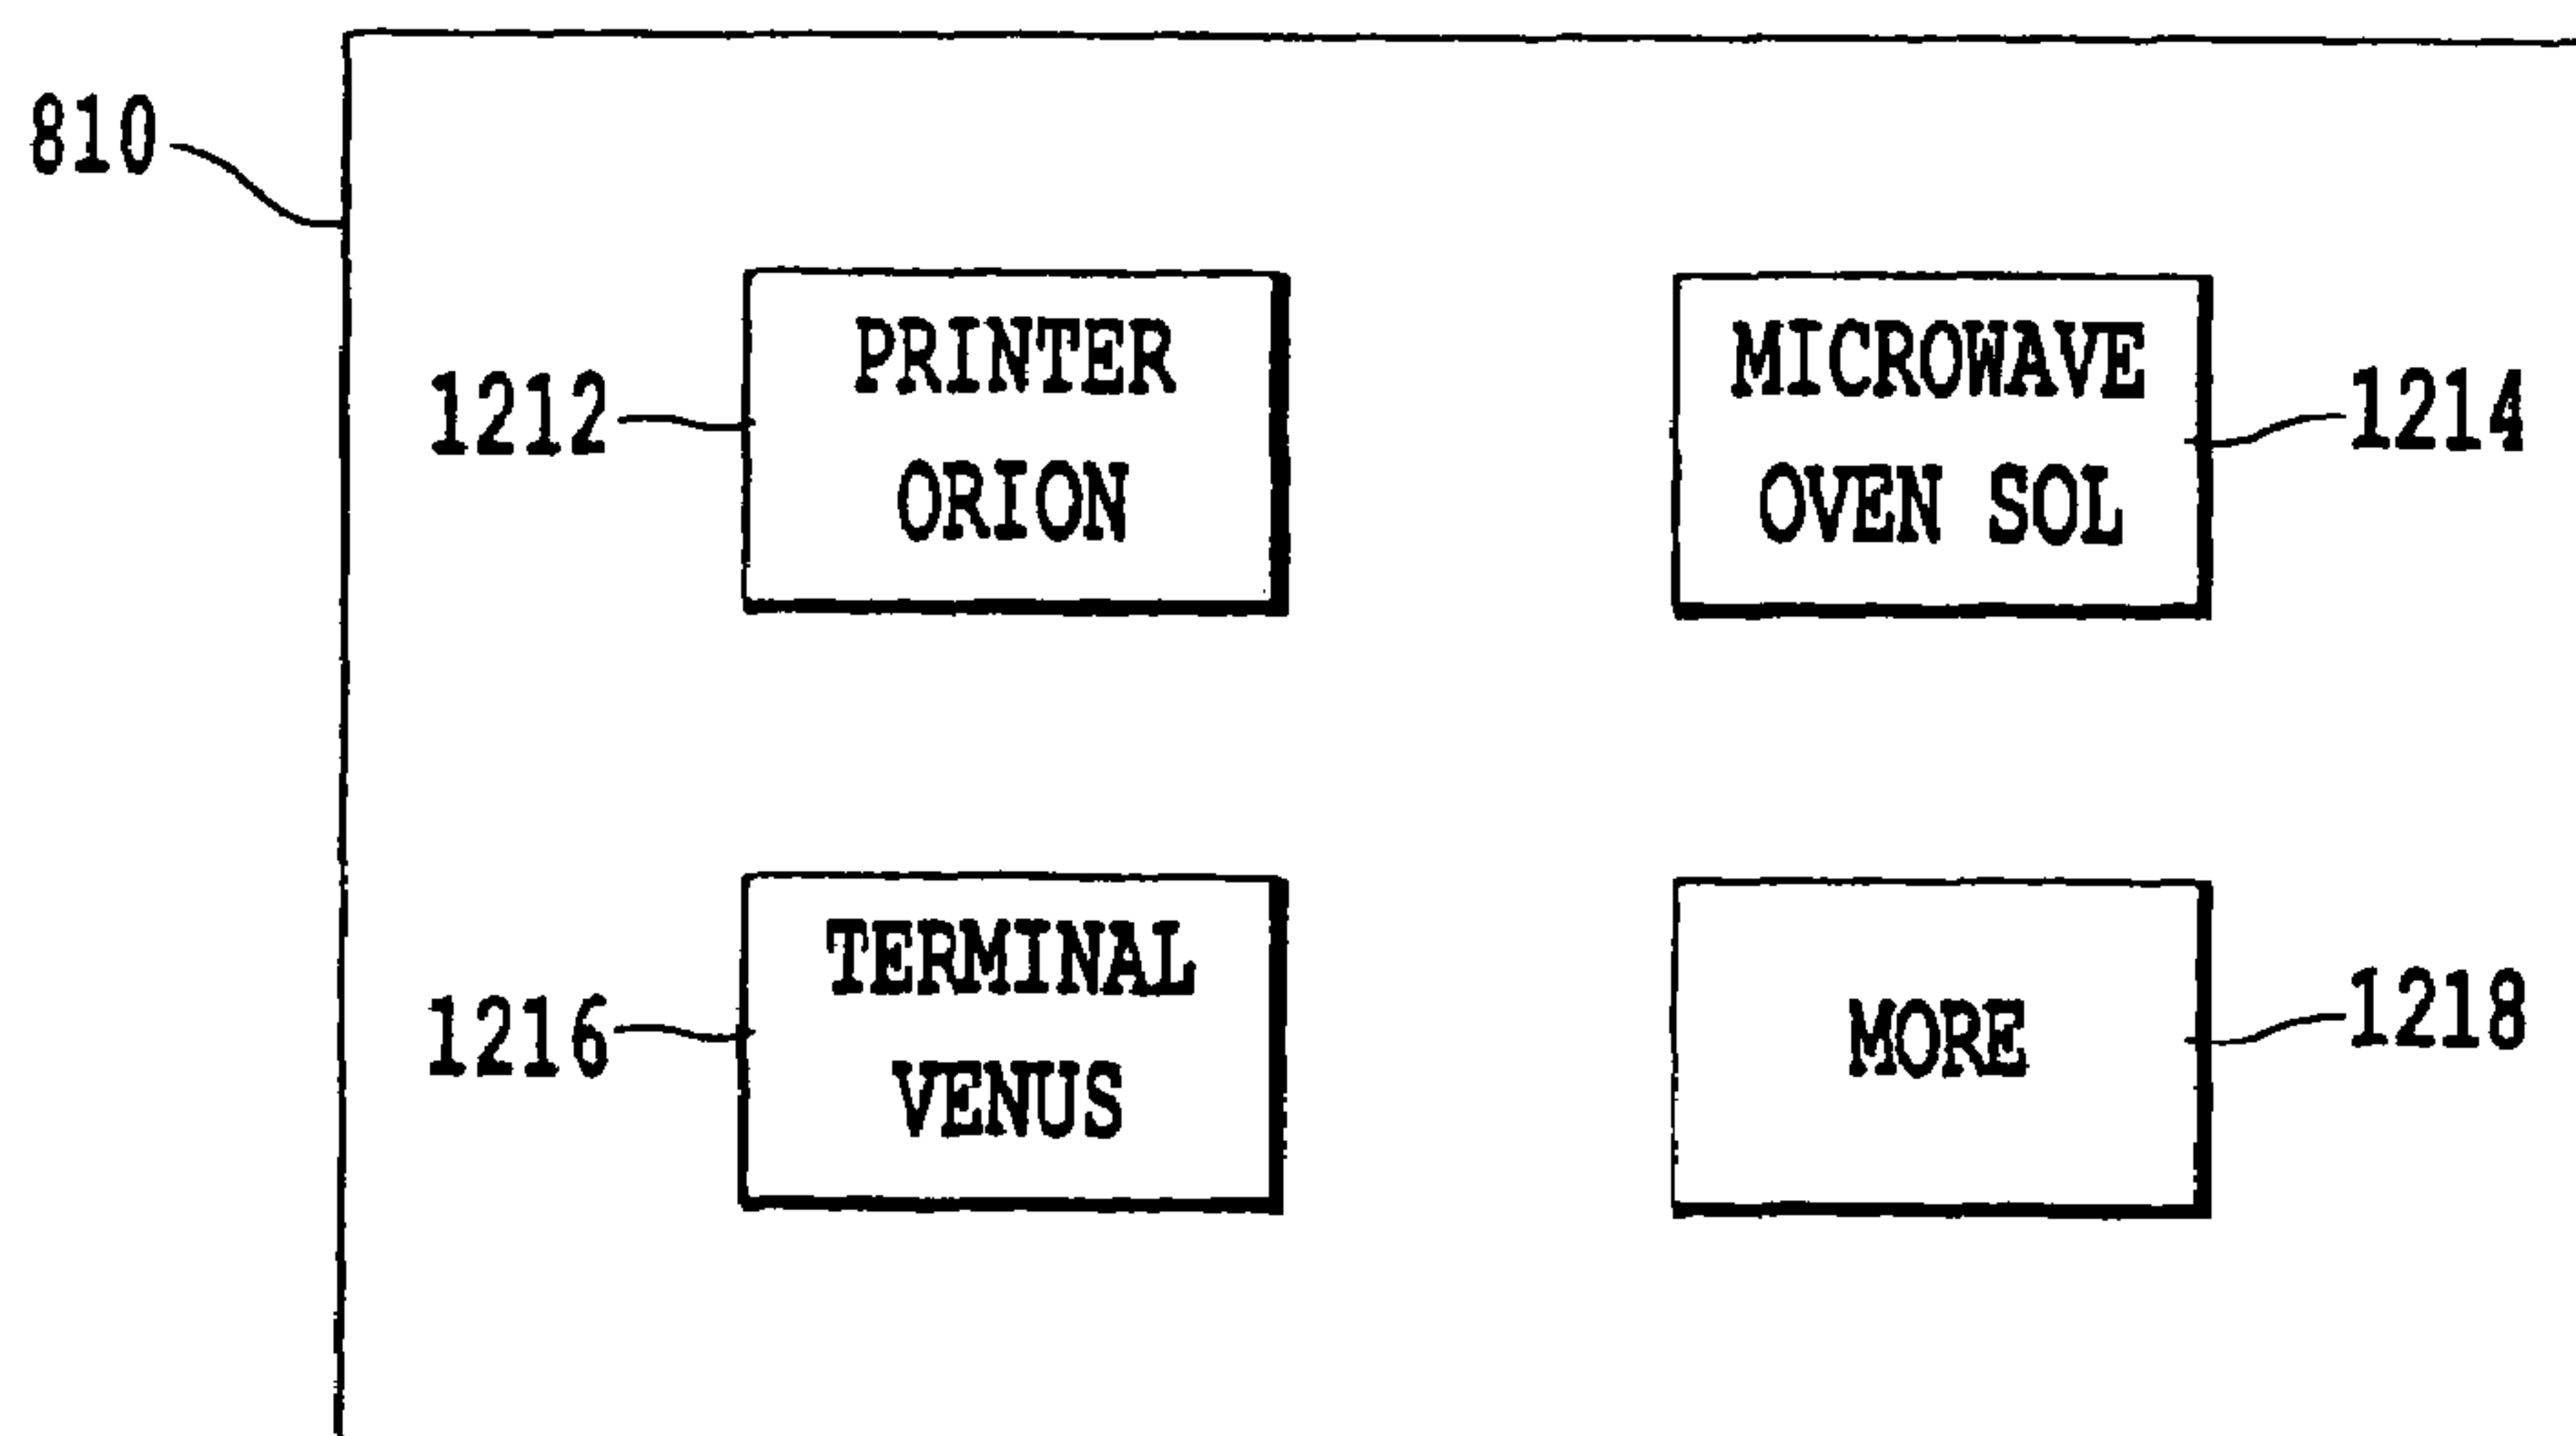 810
1212
PRINTER
ORION
MICROWAVE
OVEN SOL
1214
1216
TERMINAL
VENUS
MORE
1218